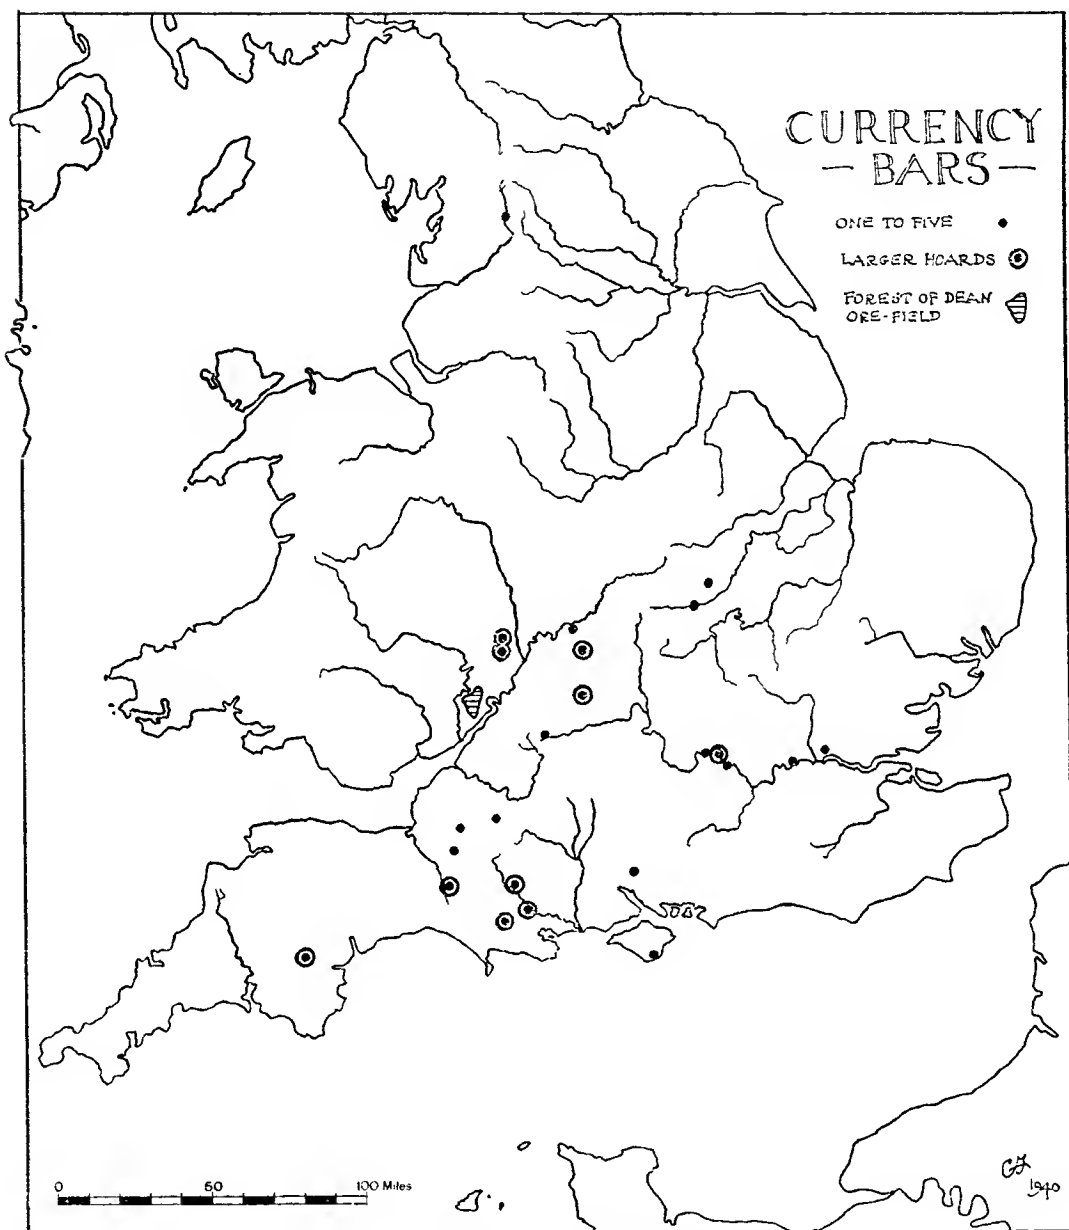 CURRENCY
— BARS —
ONE TO FIVE
LARGER HOARDS
FOREST OF DEAN
ORE-FIELD
0 50 100 Miles
1940